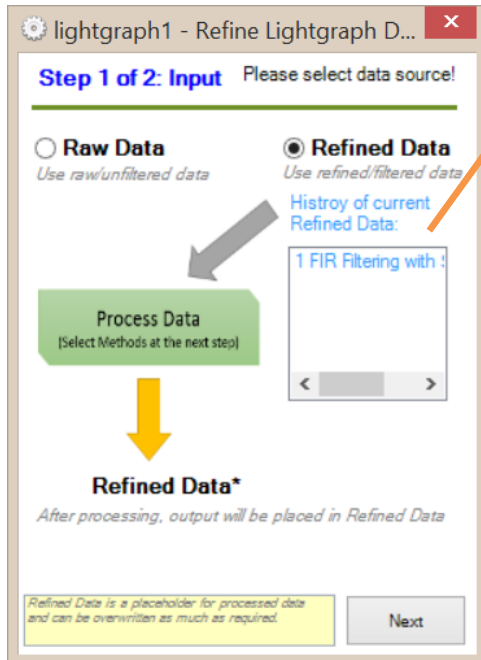 lightgraph1 - Refine Lightgraph D...
Step 1 of 2: Input Please select data source!
Raw Data
Use raw/unfiltered data
Refined Data
Use refined/filtered data
Histroy of current
Refined Data:
1 FIR Filtering with
Process Data
(Select Methods at the next step)
Refined Data*
After processing, output will be placed in Refined Data
Refined Data is a placeholder for processed data
and can be overwritten as much as required.
Next